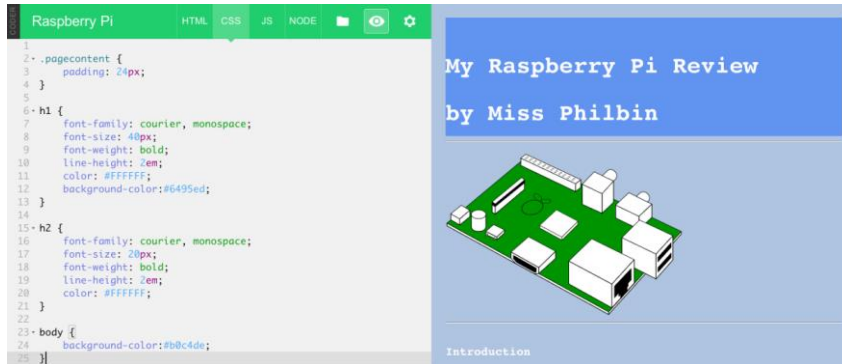 CODER
Raspberry Pi HTML CSS JS NODE
1
2 .pagecontent {
3 padding: 24px;
4 }
5
6 h1 {
7 font-family: courier, monospace;
8 font-size: 40px;
9 font-weight: bold;
10 line-height: 2em;
11 color: #FFFFFF;
12 background-color:#6495ed;
13 }
14
15 h2 {
16 font-family: courier, monospace;
17 font-size: 20px;
18 font-weight: bold;
19 line-height: 2em;
20 color: #FFFFFF;
21 }
22
23 body {
24 background-color:#b0c4de;
25 }
My Raspberry Pi Review
by Miss Philbin
Introduction